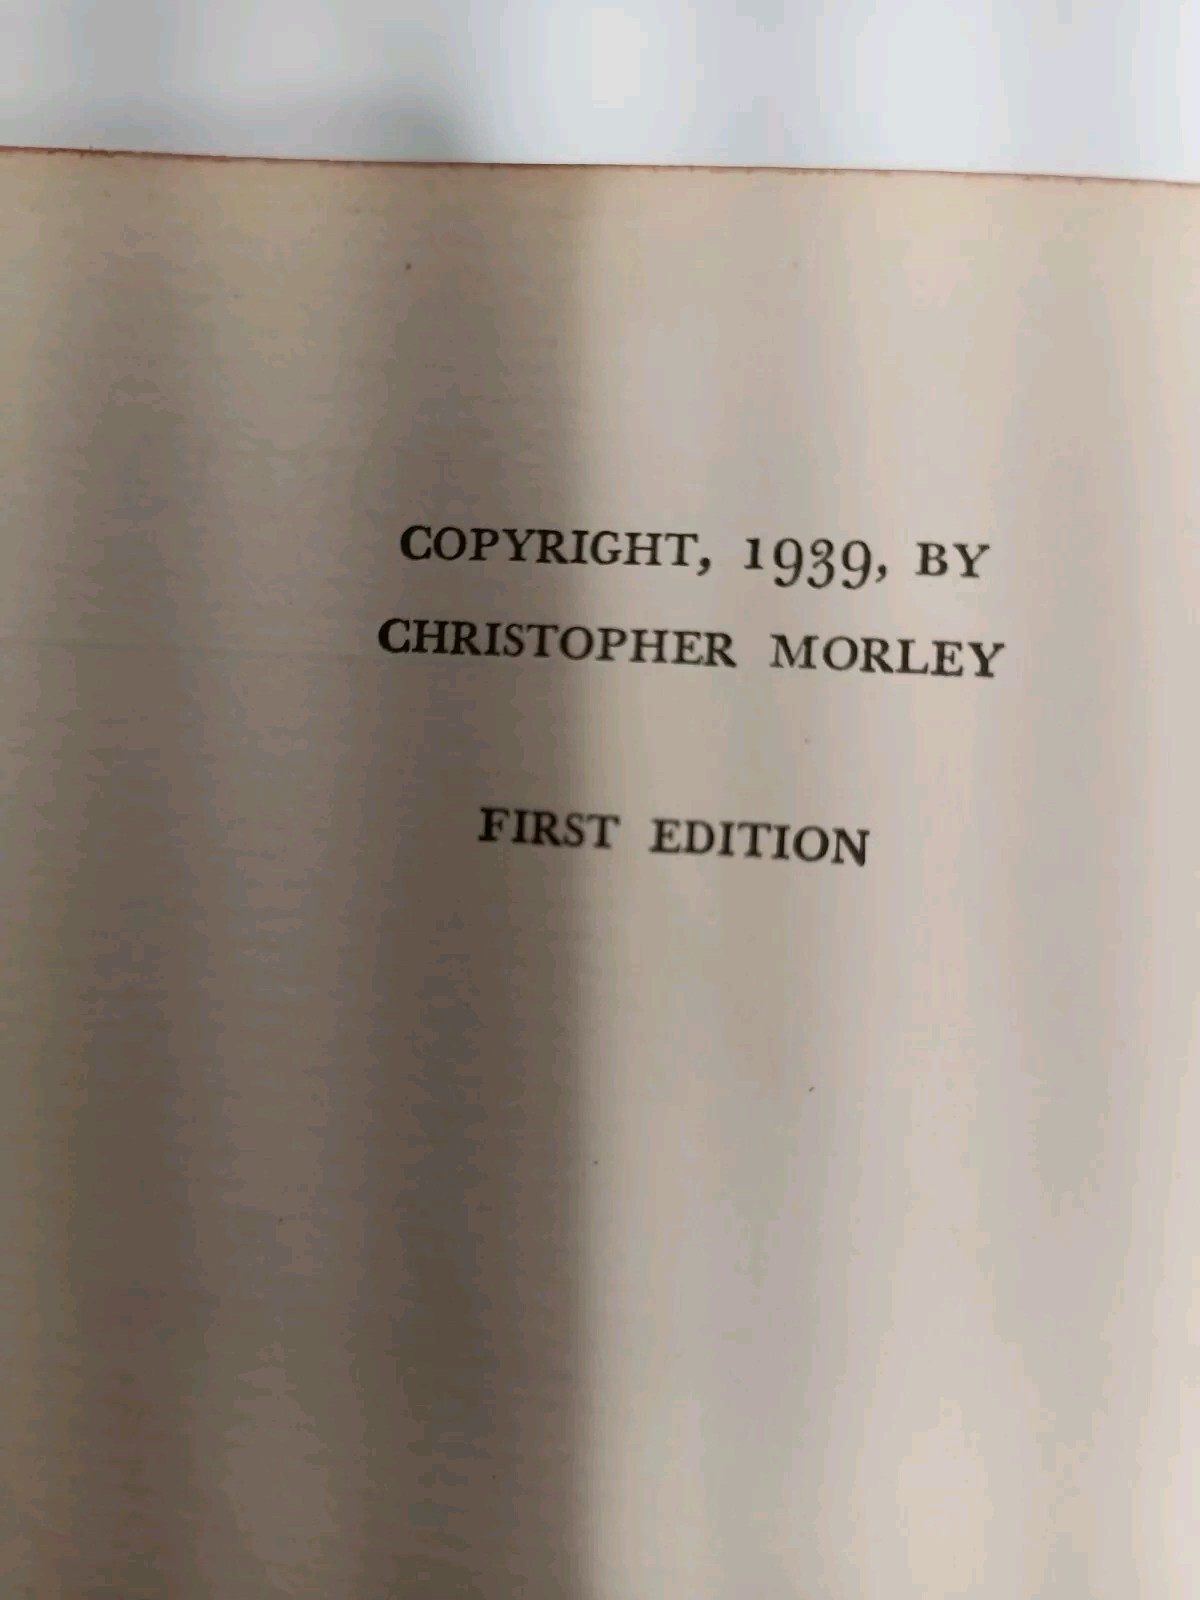 COPYRIGHT, 1939, BY
CHRISTOPHER MORLEY
FIRST EDITION